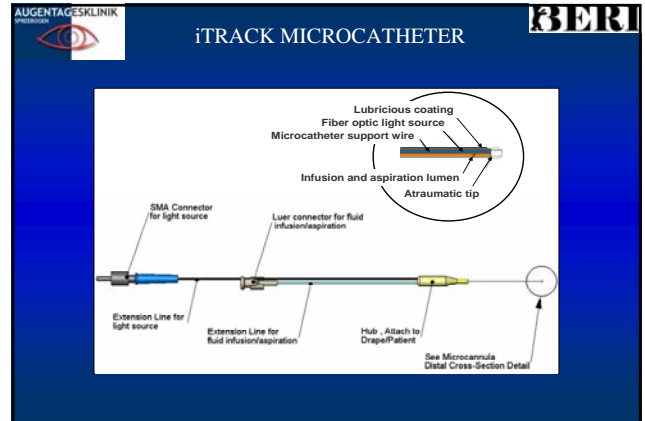 AUGENTAGESKLINIK
SPREEBOGEN
BERI
iTRACK MICROCATHETER
Lubricious coating
Fiber optic light source
Microcatheter support wire
Infusion and aspiration lumen
Atraumatic tip
SMA Connector
for light source
Luer connector for fluid
infusion/aspiration
Extension Line for
light source
Extension Line for
fluid infusion/aspiration
Hub , Attach to
Drape/Patient
See Microcannula
Distal Cross-Section Detail